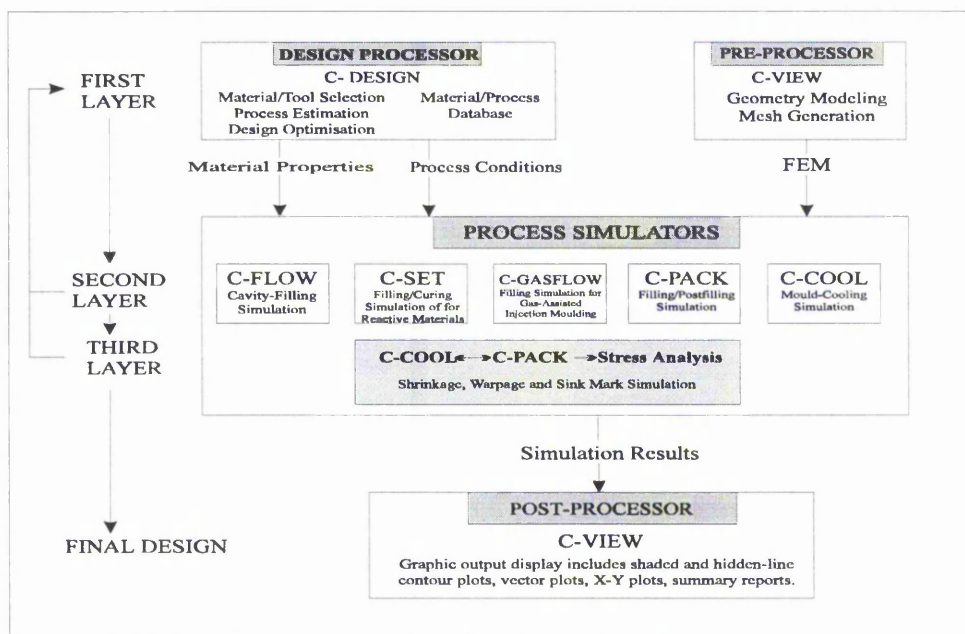 DESIGN PROCESSOR
C- DESIGN
Material/Tool Selection
Process Estimation
Design Optimisation
Material/Process
Database
PRE-PROCESSOR
C-VIEW
Geometry Modeling
Mesh Generation
FIRST
LAYER
Material Properties
Process Conditions
FEM
PROCESS SIMULATORS
SECOND
LAYER
C-FLOW
Cavity-Filling
Simulation
C-SET
Filling/Curing
Simulation of for
Reactive Materials
C-GASFLOW
Filling Simulation for
Gas-Assisted
Injection Moulding
C-PACK
Filling/Postfilling
Simulation
C-COOL
Mould-Cooling
Simulation
THIRD
LAYER
C-COOL C-PACK Stress Analysis
Shrinkage, Warpage and Sink Mark Simulation
Simulation Results
FINAL DESIGN
POST-PROCESSOR
C-VIEW
Graphic output display includes shaded and hidden-line
contour plots, vector plots, X-Y plots, summary reports.